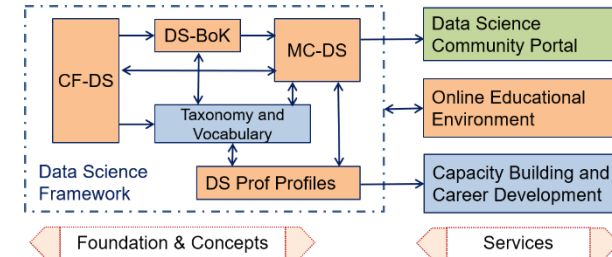 DS-BoK
MC-DS
CF-DS
Taxonomy and
Vocabulary
Data Science
Framework
DS Prof Profiles
Data Science
Community Portal
Online Educational
Environment
Capacity Building and
Career Development
Foundation & Concepts
Services